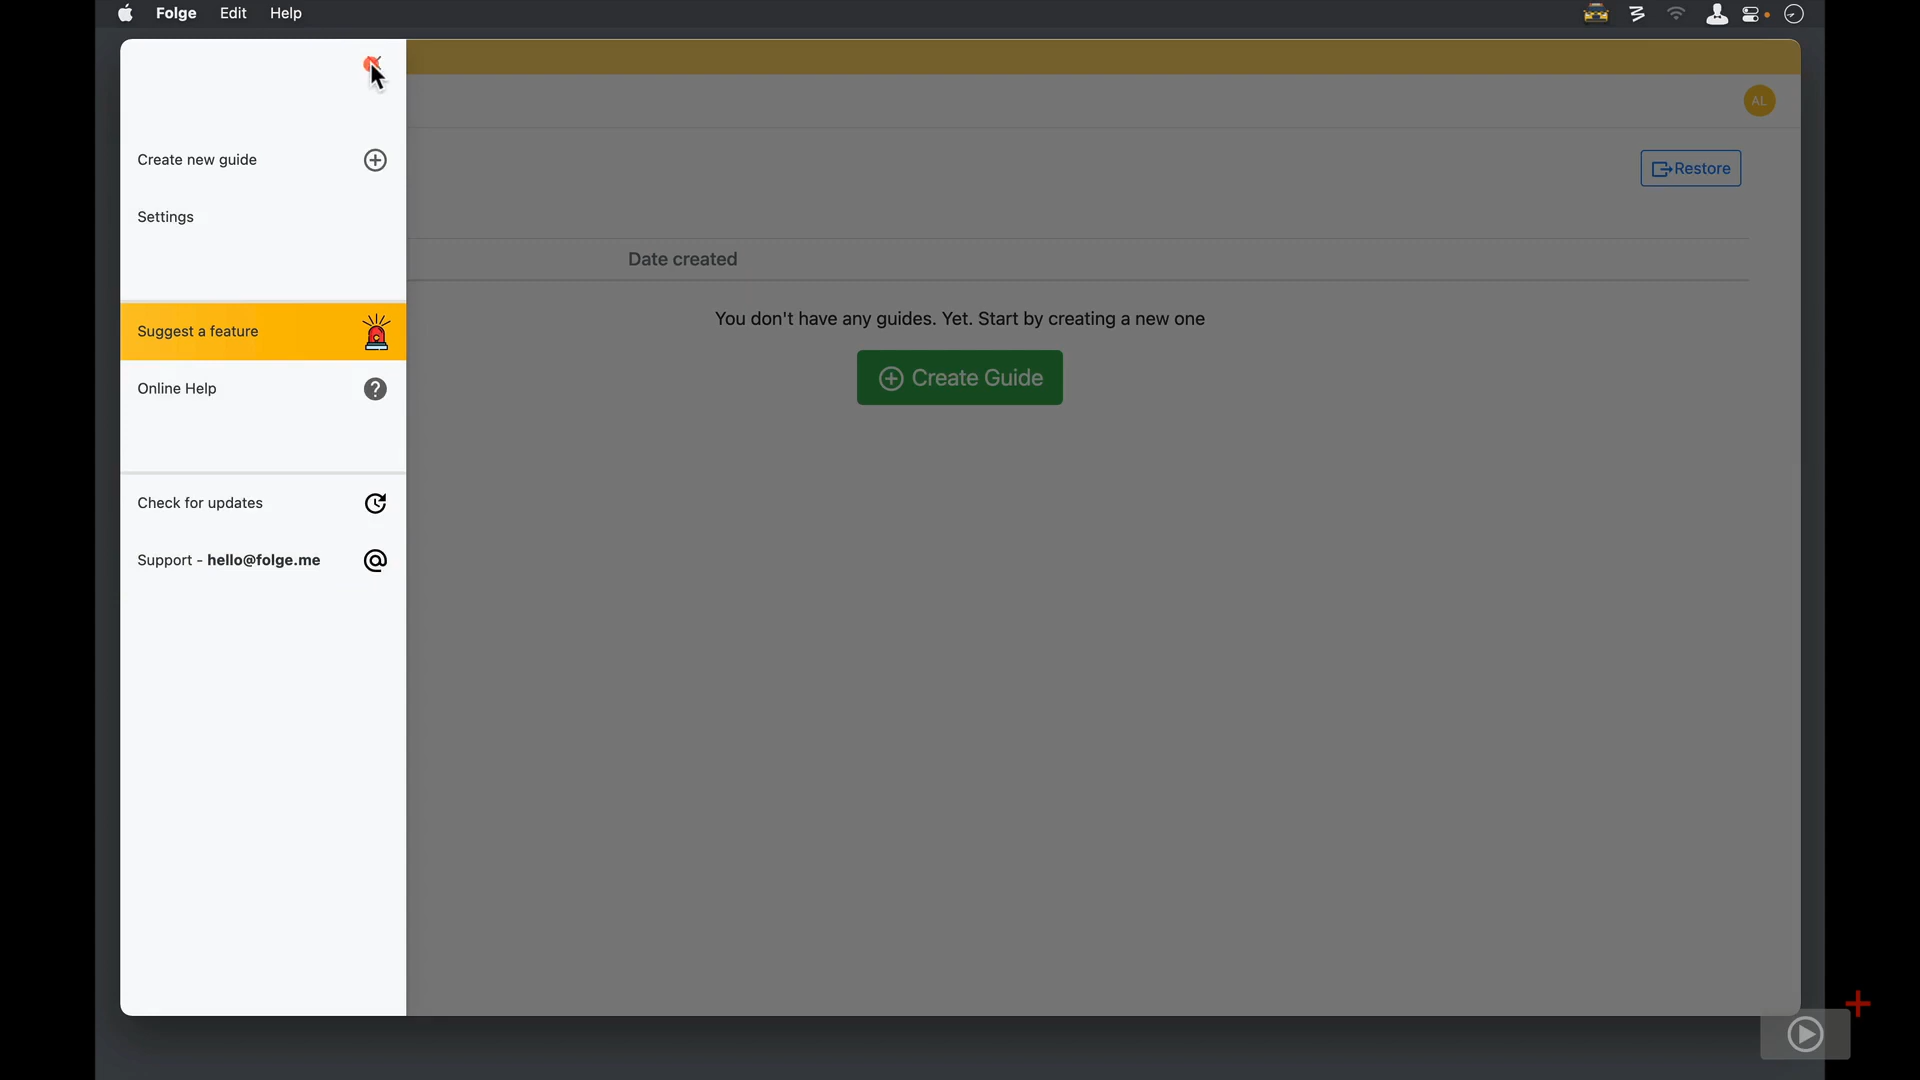 Folge Edit Help
AL
Create new guide
Restore
Settings
Date created
You don't have any guides. Yet. Start by creating a new one
Suggest a feature
Create Guide
Online Help
Check for updates
Support - hello@folge.me